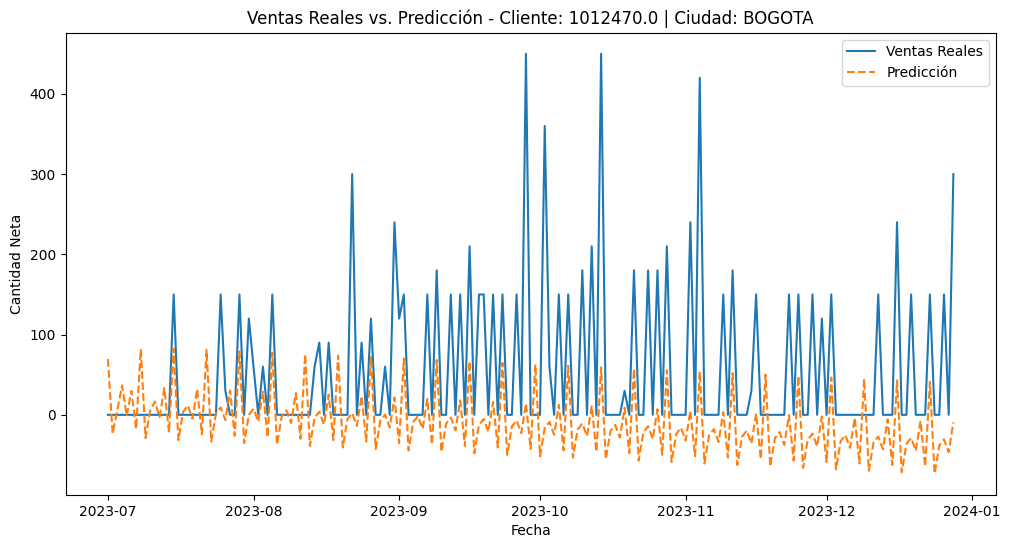 Ventas Reales vs. Predicción - Cliente: 1012470.0 | Ciudad: BOGOTA
Ventas Reales
Predicción
Cantidad Neta
400
300
200
100
0
2023-07
2023-08
2023-09
2023-10
2023-11
2023-12
2024-01
Fecha